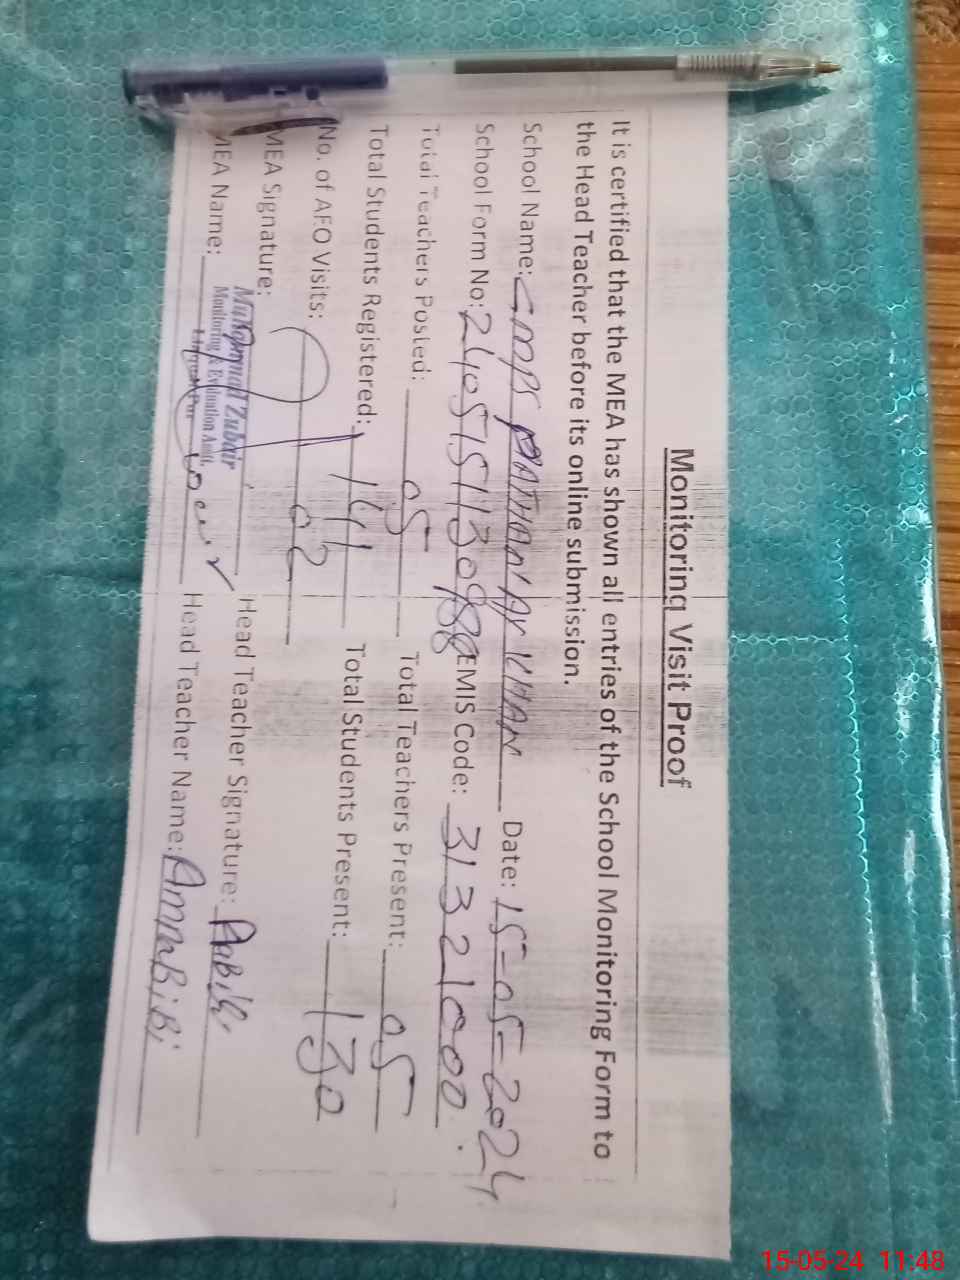 Monitoring Visit Proof
It is certified that the MEA has shown all entries of the School Monitoring Form to
the Head Teacher before its online submission.
School Name: GMPS KHAN Date: 15-05-2024
School Form No: EMIS Code: 31321000
Total Teachers Posted: 05 Total Teachers Present: 05
Total Students Registered: 141 Total Students Present: 130
No. of AEO Visits: 02
MEA Signature: Head Teacher Signature:
MEA Name: Head Teacher Name: Amna Bibi
Muhammad Zubair
Monitoring & Evaluation Asstt.
15-05-24 11:48